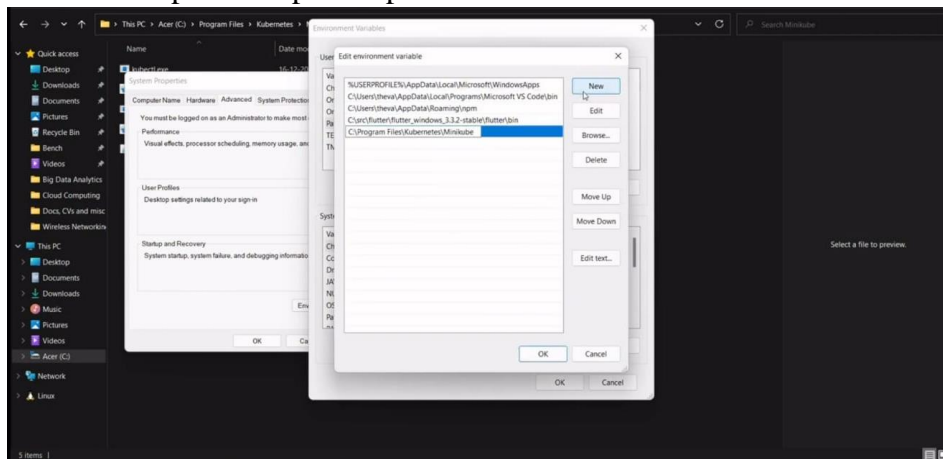 This PC > Acer (C:) > Program Files > Kubernetes >
Search Minikube
Environment Variables
Edit environment variable
%USERPROFILE%\AppData\Local\Microsoft\WindowsApps
C:\Users\theva\AppData\Local\Programs\Microsoft VS Code\bin
C:\Users\theva\AppData\Roaming\npm
C:\src\flutter\flutter_windows_3.3.2-stable\flutter\bin
C:\Program Files\Kubernetes\Minikube
New
Edit
Browse...
Delete
Move Up
Move Down
Edit text...
OK
Cancel
OK
Cancel
Name
Date mo
kubectl.exe
16-12-20
System Properties
Computer Name
Hardware
Advanced
System Protection
You must be logged on as an Administrator to make most
Performance
Visual effects, processor scheduling, memory usage, and
User Profiles
Desktop settings related to your sign-in
Startup and Recovery
System startup, system failure, and debugging informatio
Env
OK
Ca
Quick access
Desktop
Downloads
Documents
Pictures
Recycle Bin
Bench
Videos
Big Data Analytics
Cloud Computing
Docs, CVs and misc
Wireless Networkin
This PC
Desktop
Documents
Downloads
Music
Pictures
Videos
Acer (C:)
Network
Linux
Select a file to preview.
5 items